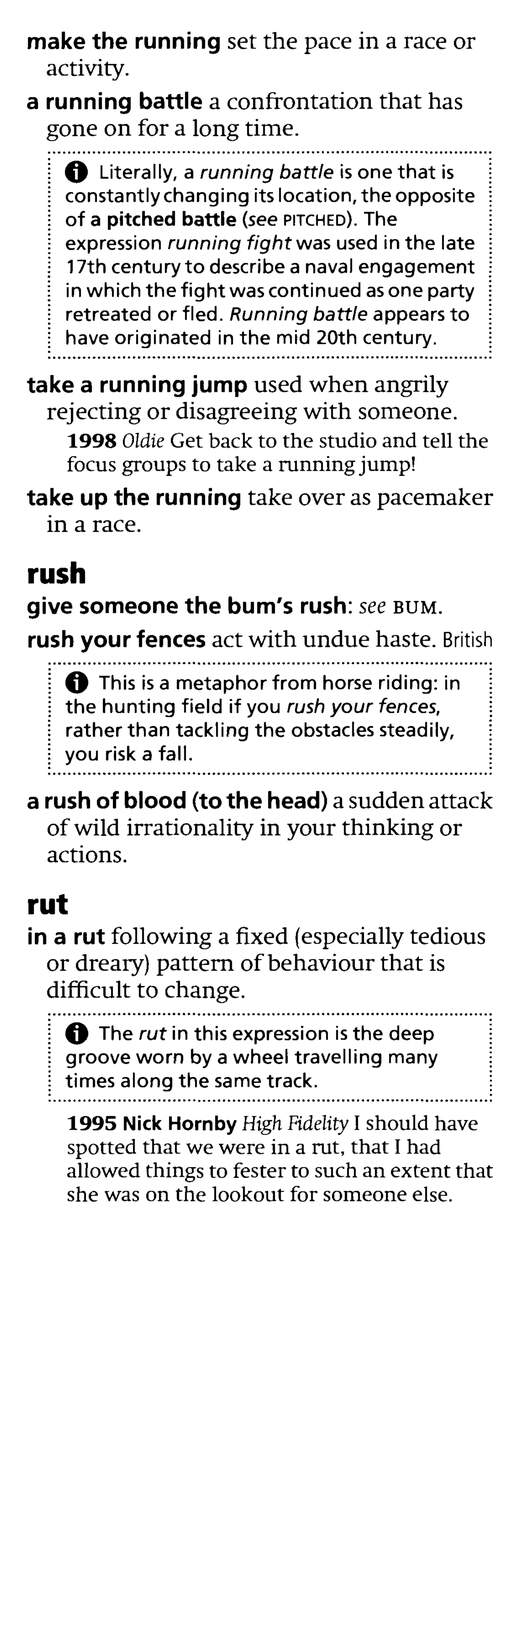 make the running set the pace in a race or
activity.
a running battle a confrontation that has
gone on for a long time.
Literally, a running battle is one that is
constantly changing its location, the opposite
of a pitched battle (see PITCHED). The
expression running fight was used in the late
17th century to describe a naval engagement
in which the fight was continued as one party
retreated or fled. Running battle appears to
have originated in the mid 20th century.
take a running jump used when angrily
rejecting or disagreeing with someone.
1998 Oldie Get back to the studio and tell the
focus groups to take a running jump!
take up the running take over as pacemaker
in a race.
rush
give someone the bum's rush: see BUM.
rush your fences act with undue haste. British
This is a metaphor from horse riding: in
the hunting field if you rush your fences,
rather than tackling the obstacles steadily,
you risk a fall.
a rush of blood (to the head) a sudden attack
of wild irrationality in your thinking or
actions.
rut
in a rut following a fixed (especially tedious
or dreary) pattern of behaviour that is
difficult to change.
The rut in this expression is the deep
groove worn by a wheel travelling many
times along the same track.
1995 Nick Hornby High Fidelity I should have
spotted that we were in a rut, that I had
allowed things to fester to such an extent that
she was on the lookout for someone else.